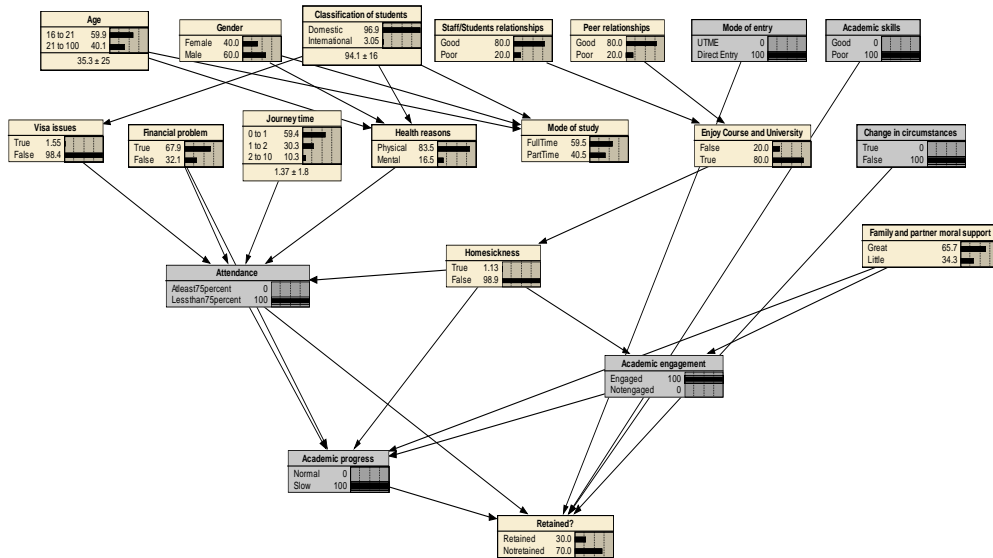 Age
16 to 21 59.9
21 to 100 40.1
35.3 ± 25
Gender
Female 40.0
Male 60.0
Classification of students
Domestic 96.9
International 3.05
94.1 ± 16
Staff/Students relationships
Good 80.0
Poor 20.0
Peer relationships
Good 80.0
Poor 20.0
Mode of entry
UTME 0
Direct Entry 100
Academic skills
Good 0
Poor 100
Visa issues
True 1.55
False 98.4
Financial problem
True 67.9
False 32.1
Journey time
0 to 1 59.4
1 to 2 30.3
2 to 10 10.3
1.37 ± 1.8
Health reasons
Physical 83.5
Mental 16.5
Mode of study
FullTime 59.5
PartTime 40.5
Enjoy Course and University
False 20.0
True 80.0
Change in circumstances
True 0
False 100
Family and partner moral support
Great 65.7
Little 34.3
Homesickness
True 1.13
False 98.9
Attendance
Atleast75percent 0
Lessthan75percent 100
Academic engagement
Engaged 100
Notengaged 0
Academic progress
Normal 0
Slow 100
Retained?
Retained 30.0
Notretained 70.0